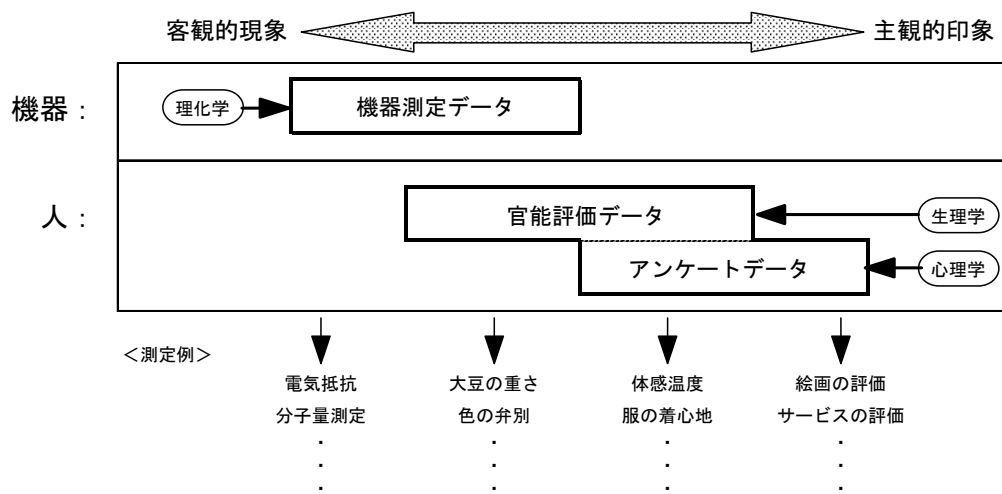 客観的現象
主観的印象
機器：
理化学
機器測定データ
人：
官能評価データ
生理学
アンケートデータ
心理学
＜測定例＞
電気抵抗
分子量測定
・
・
・
大豆の重さ
色の弁別
・
・
・
体感温度
服の着心地
・
・
・
絵画の評価
サービスの評価
・
・
・